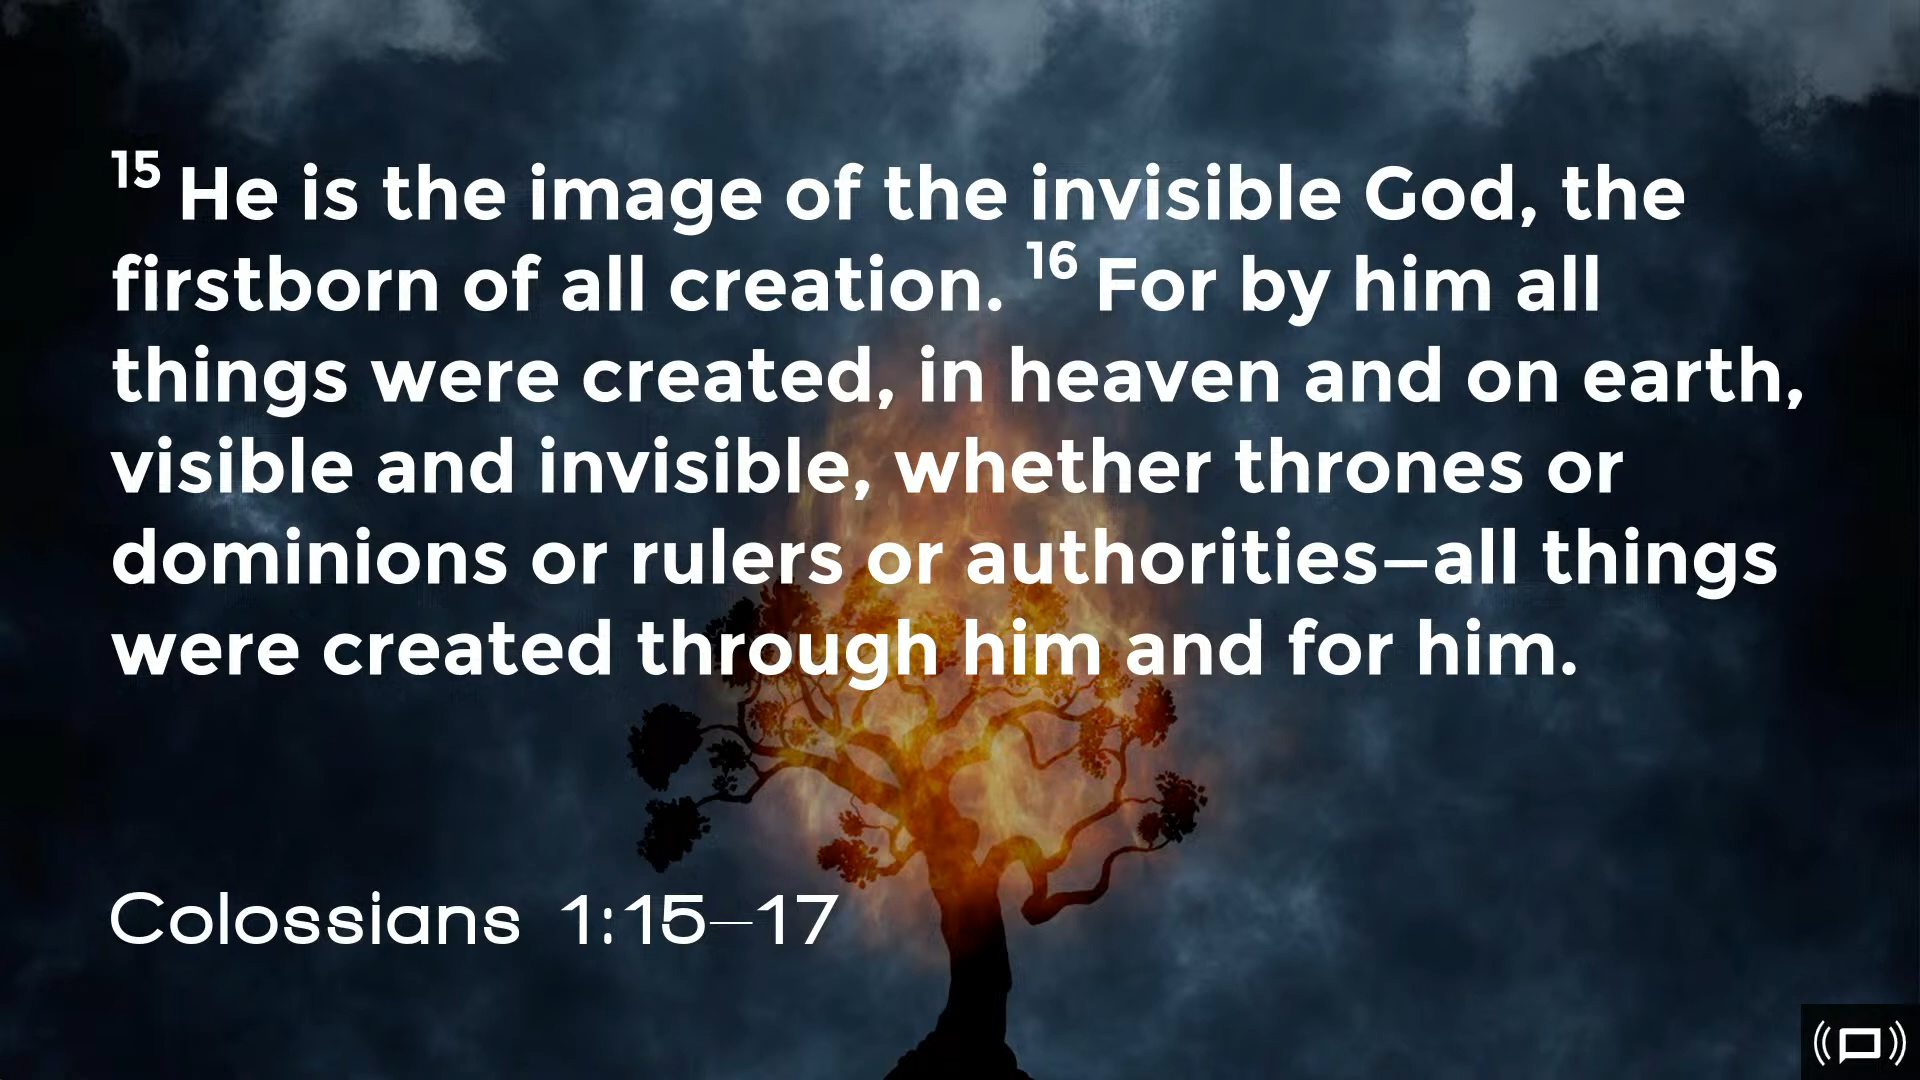 15 He is the image of the invisible God, the
firstborn of all creation. 16 For by him all
things were created, in heaven and on earth,
visible and invisible, whether thrones or
dominions or rulers or authorities—all things
were created through him and for him.
Colossians 1:15–17